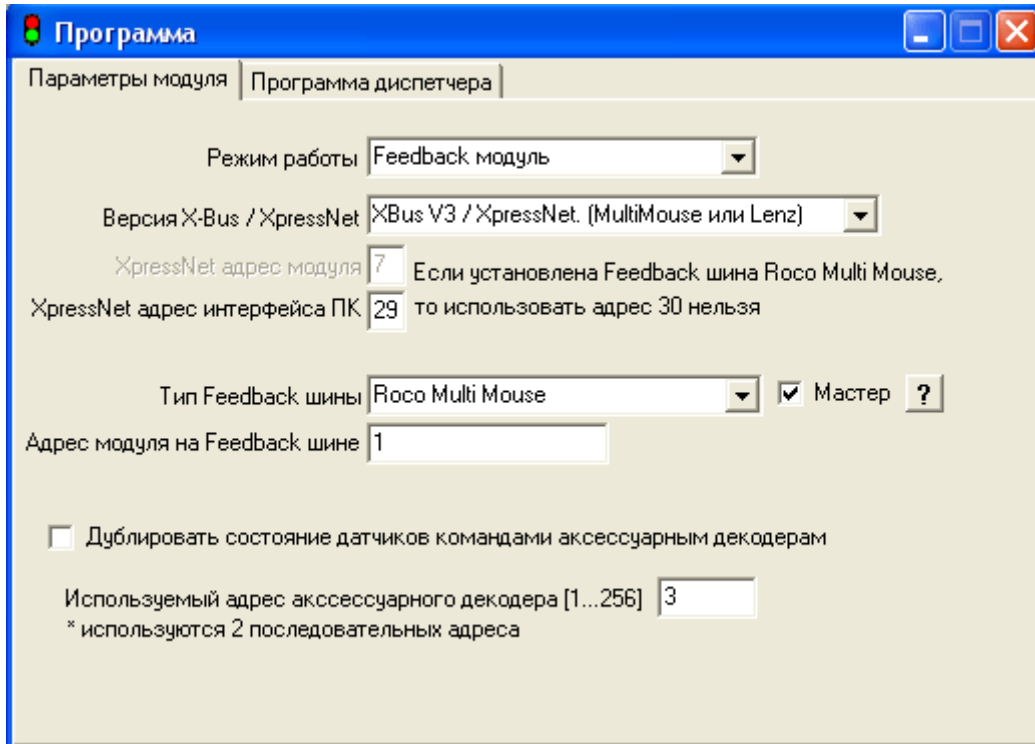 Программа
Параметры модуля Программа диспетчера
Режим работы Feedback модуль
Версия X-Bus / XpressNet XBus V3 / XpressNet. (MultiMouse или Lenz)
XpressNet адрес модуля 7 Если установлена Feedback шина Roco Multi Mouse,
XpressNet адрес интерфейса ПК 29 то использовать адрес 30 нельзя
Тип Feedback шины Roco Multi Mouse Мастер ?
Адрес модуля на Feedback шине 1
Дублировать состояние датчиков командами аксессуарным декодерам
Используемый адрес акссессуарного декодера [1...256] 3
* используются 2 последовательных адреса